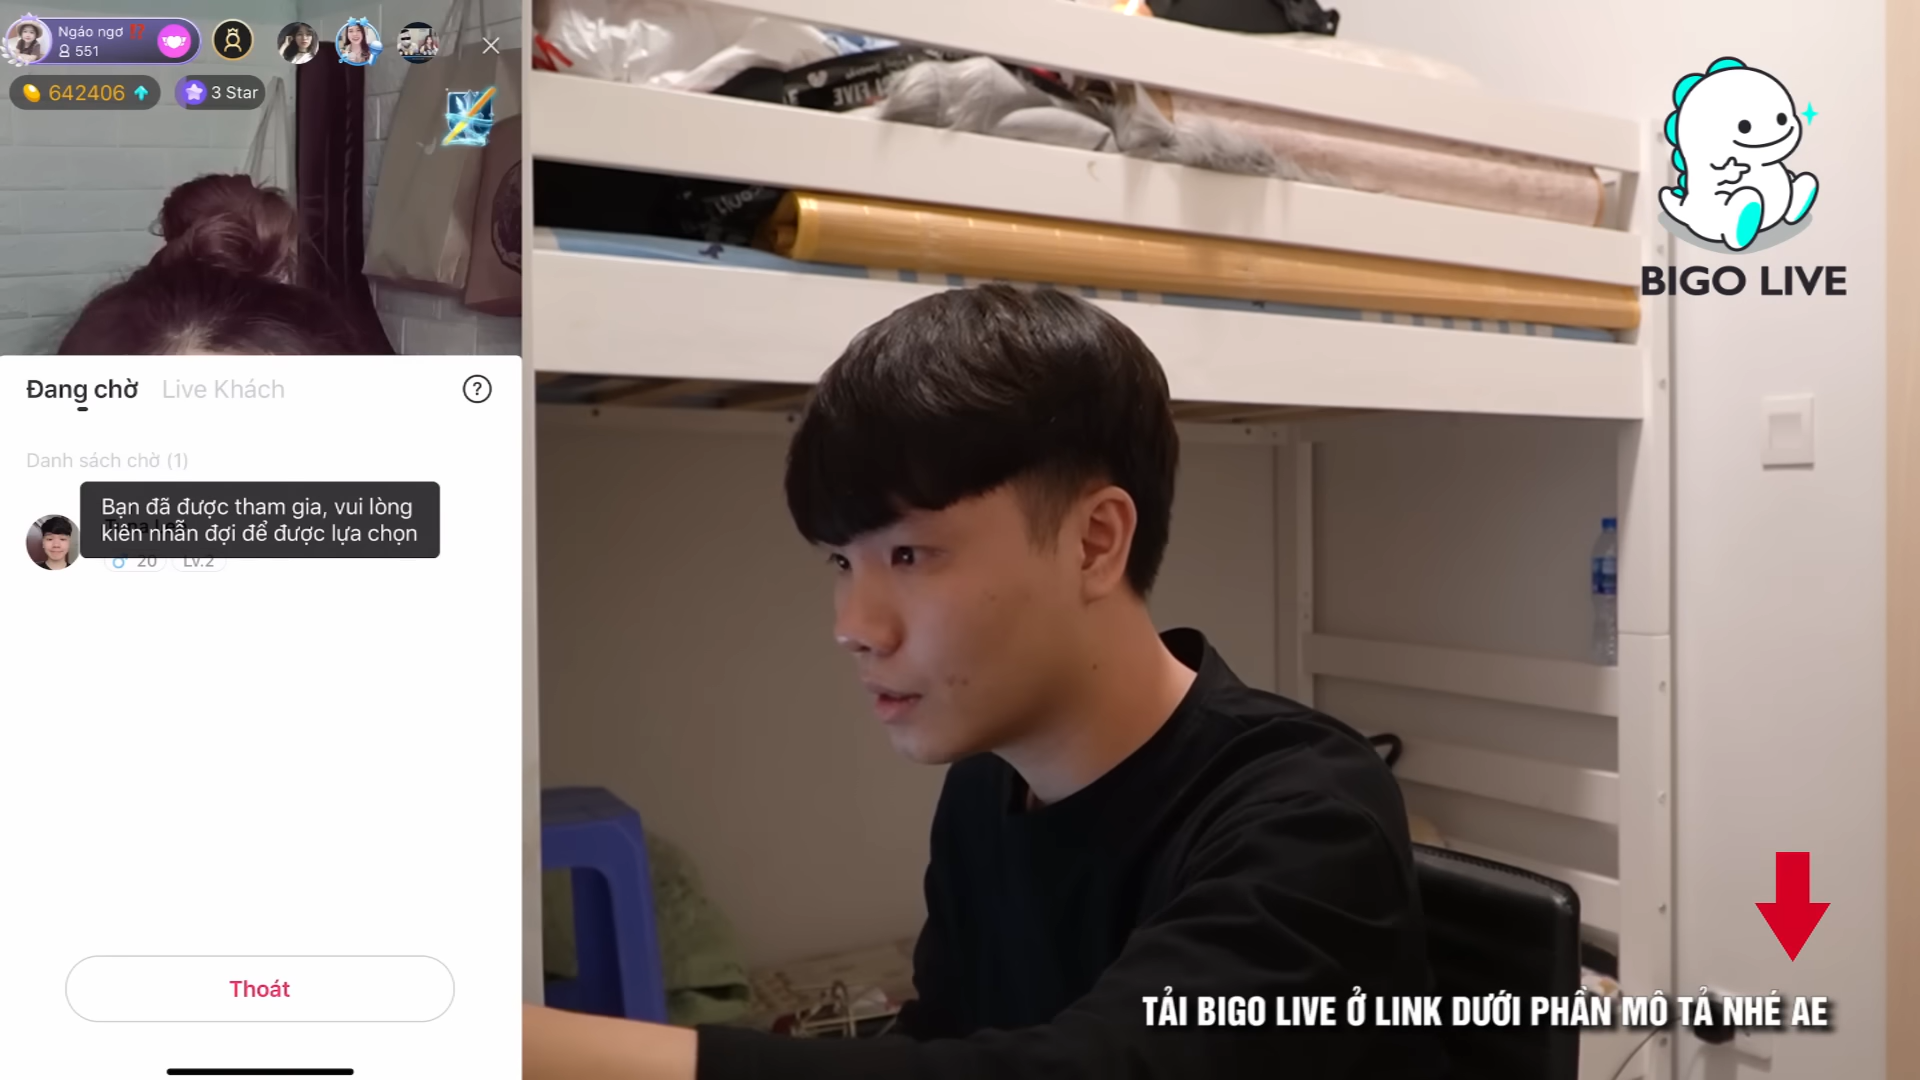 Ngáo ngơ ⁉️
551
642406
3 Star
Đang chờ
Live Khách
?
Danh sách chờ (1)
Bạn đã được tham gia, vui lòng
kiên nhẫn đợi để được lựa chọn
20
Lv.2
Thoát
BIGO LIVE
TẢI BIGO LIVE Ở LINK DƯỚI PHẦN MÔ TẢ NHÉ AE